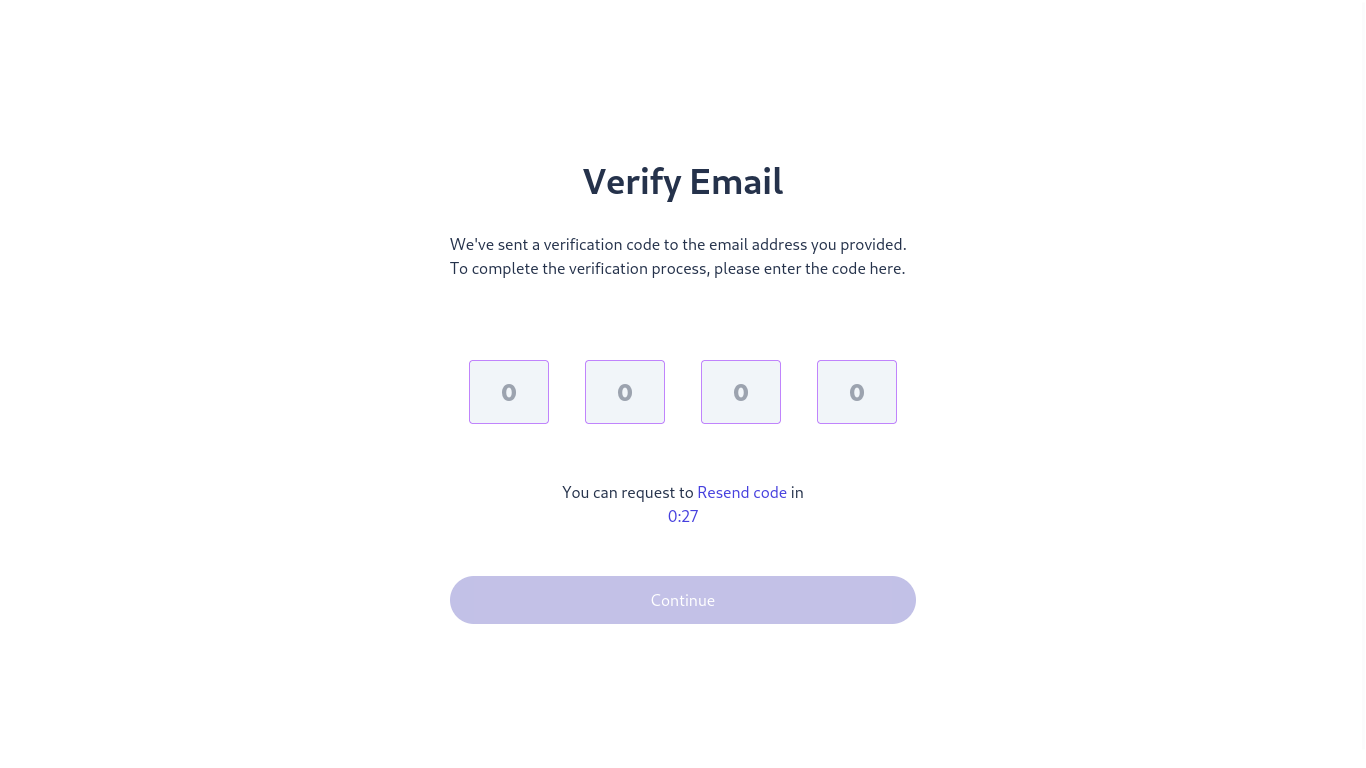 Verify Email
We've sent a verification code to the email address you provided.
To complete the verification process, please enter the code here.
0 0 0 0
You can request to Resend code in
0:27
Continue